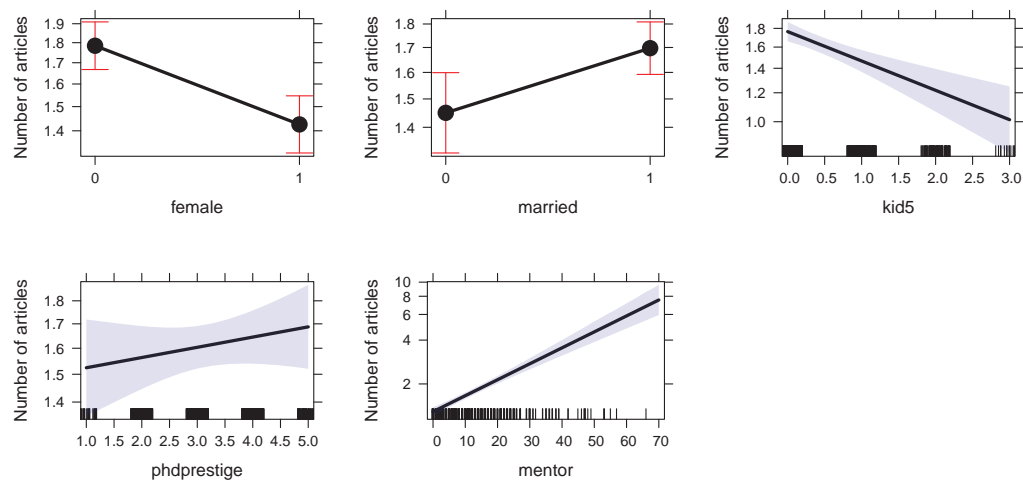 Number of articles
1.9
1.8
1.7
1.6
1.5
1.4
0
1
female
Number of articles
1.8
1.7
1.6
1.5
1.4
0
1
married
Number of articles
1.8
1.6
1.4
1.2
1.0
0.0 0.5 1.0 1.5 2.0 2.5 3.0
kid5
Number of articles
1.8
1.7
1.6
1.5
1.4
1.0 1.5 2.0 2.5 3.0 3.5 4.0 4.5 5.0
phdprestige
Number of articles
10
8
6
4
2
0 10 20 30 40 50 60 70
mentor